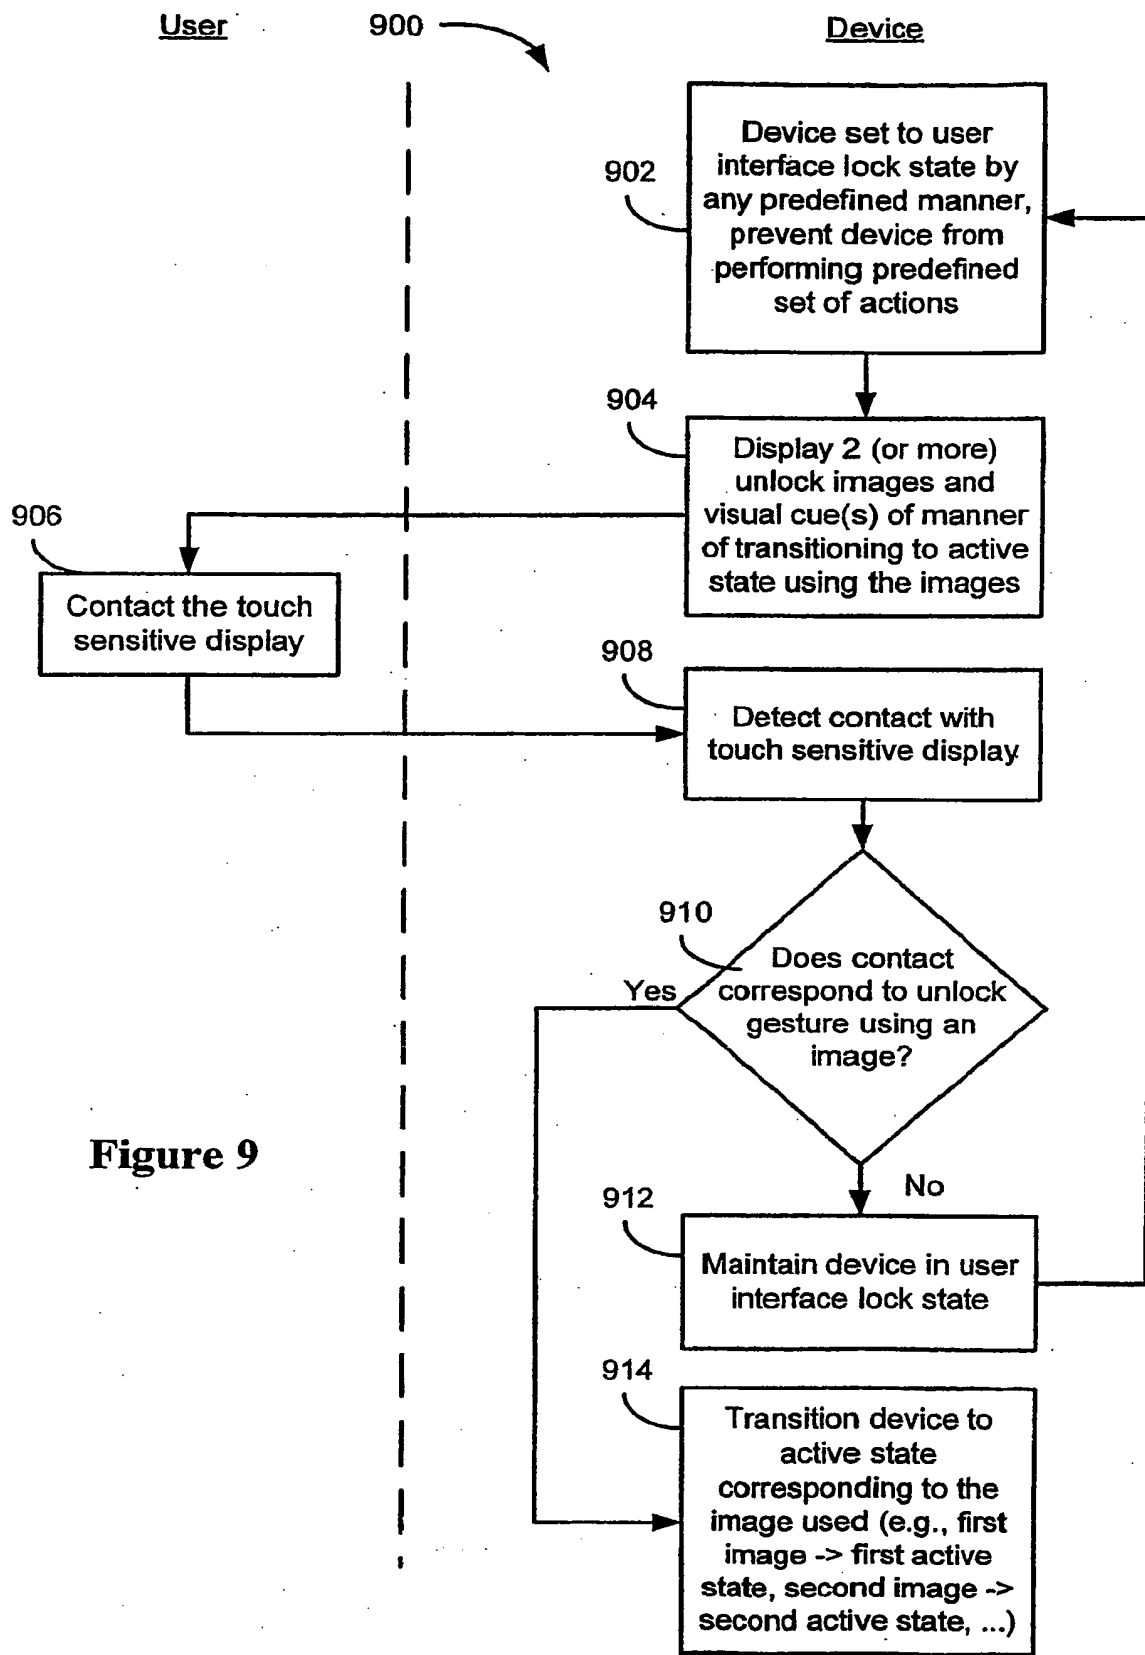 User
900
Device
902
Device set to user
interface lock state by
any predefined manner,
prevent device from
performing predefined
set of actions
904
Display 2 (or more)
unlock images and
visual cue(s) of manner
of transitioning to active
state using the images
906
Contact the touch
sensitive display
908
Detect contact with
touch sensitive display
910
Does contact
correspond to unlock
gesture using an
image?
Yes
No
Figure 9
912
Maintain device in user
interface lock state
914
Transition device to
active state
corresponding to the
image used (e.g., first
image -> first active
state, second image ->
second active state, ...)